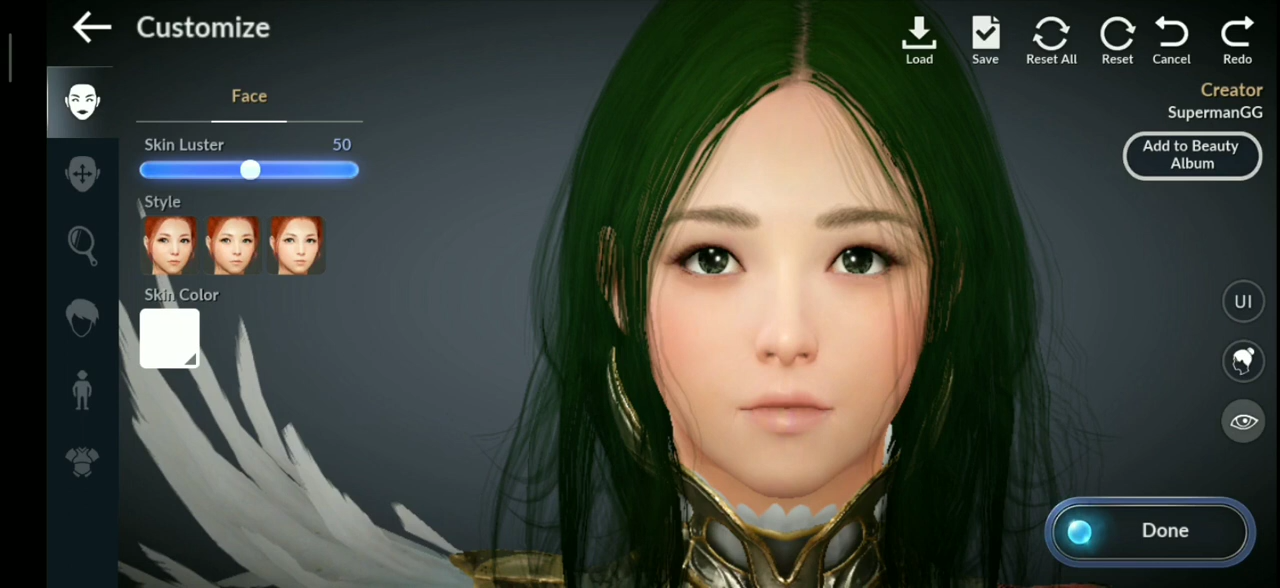 Customize
Load
Save
Reset All
Reset
Cancel
Redo
Face
Creator
SupermanGG
Add to Beauty
Album
Skin Luster 50
Style
Skin Color
UI
Done